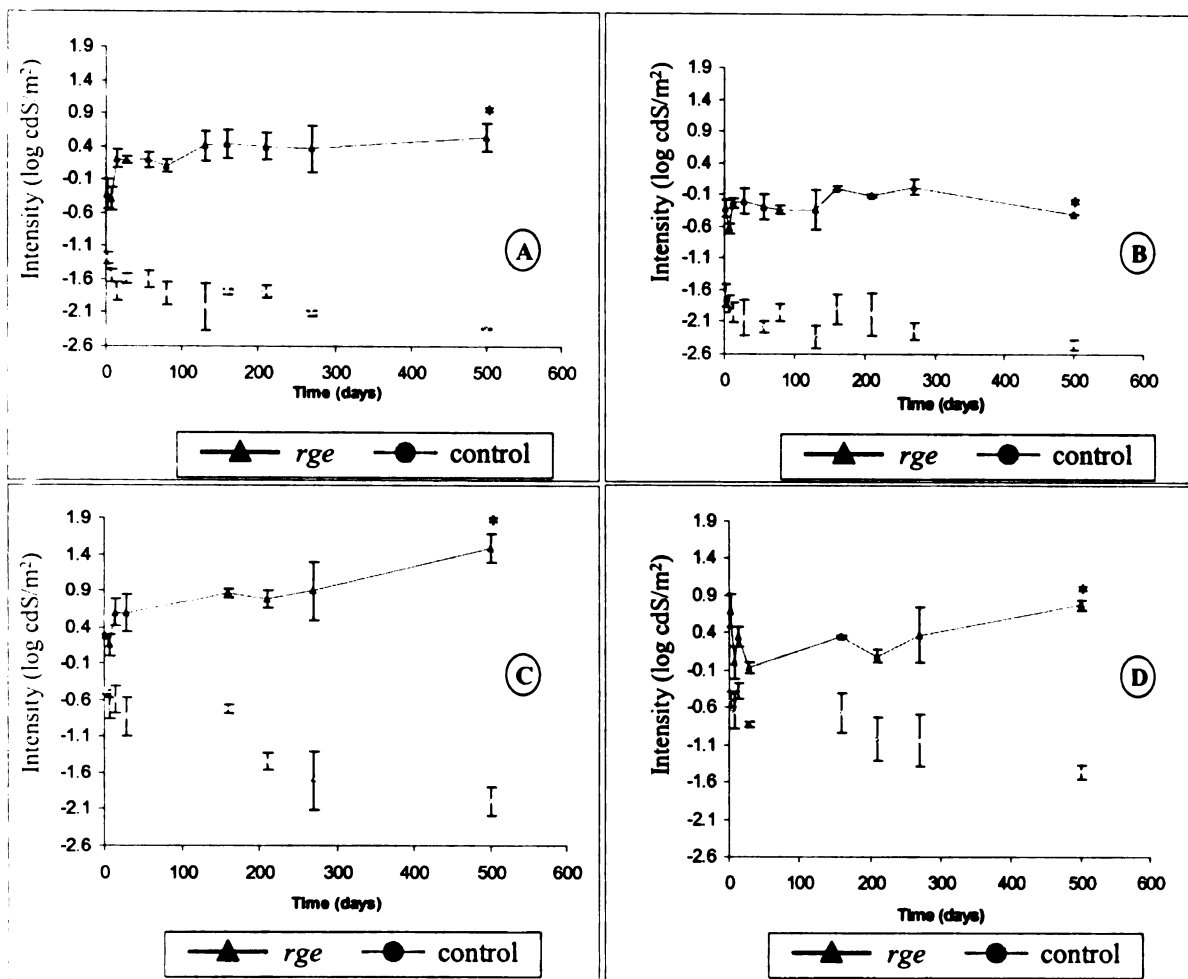 1.9
1.4
0.9
0.4
-0.1
-0.6
-1.1
-1.6
-2.1
-2.6
Intensity (log cdS/m²)
*
A
0 100 200 300 400 500 600
Time (days)
rge control
1.9
1.4
0.9
0.4
-0.1
-0.6
-1.1
-1.6
-2.1
-2.6
Intensity (log cdS/m²)
*
B
0 100 200 300 400 500 600
Time (days)
rge control
1.9
1.4
0.9
0.4
-0.1
-0.6
-1.1
-1.6
-2.1
-2.6
Intensity (log cdS/m²)
*
C
0 100 200 300 400 500 600
Time (days)
rge control
1.9
1.4
0.9
0.4
-0.1
-0.6
-1.1
-1.6
-2.1
-2.6
Intensity (log cdS/m²)
*
D
0 100 200 300 400 500 600
Time (days)
rge control